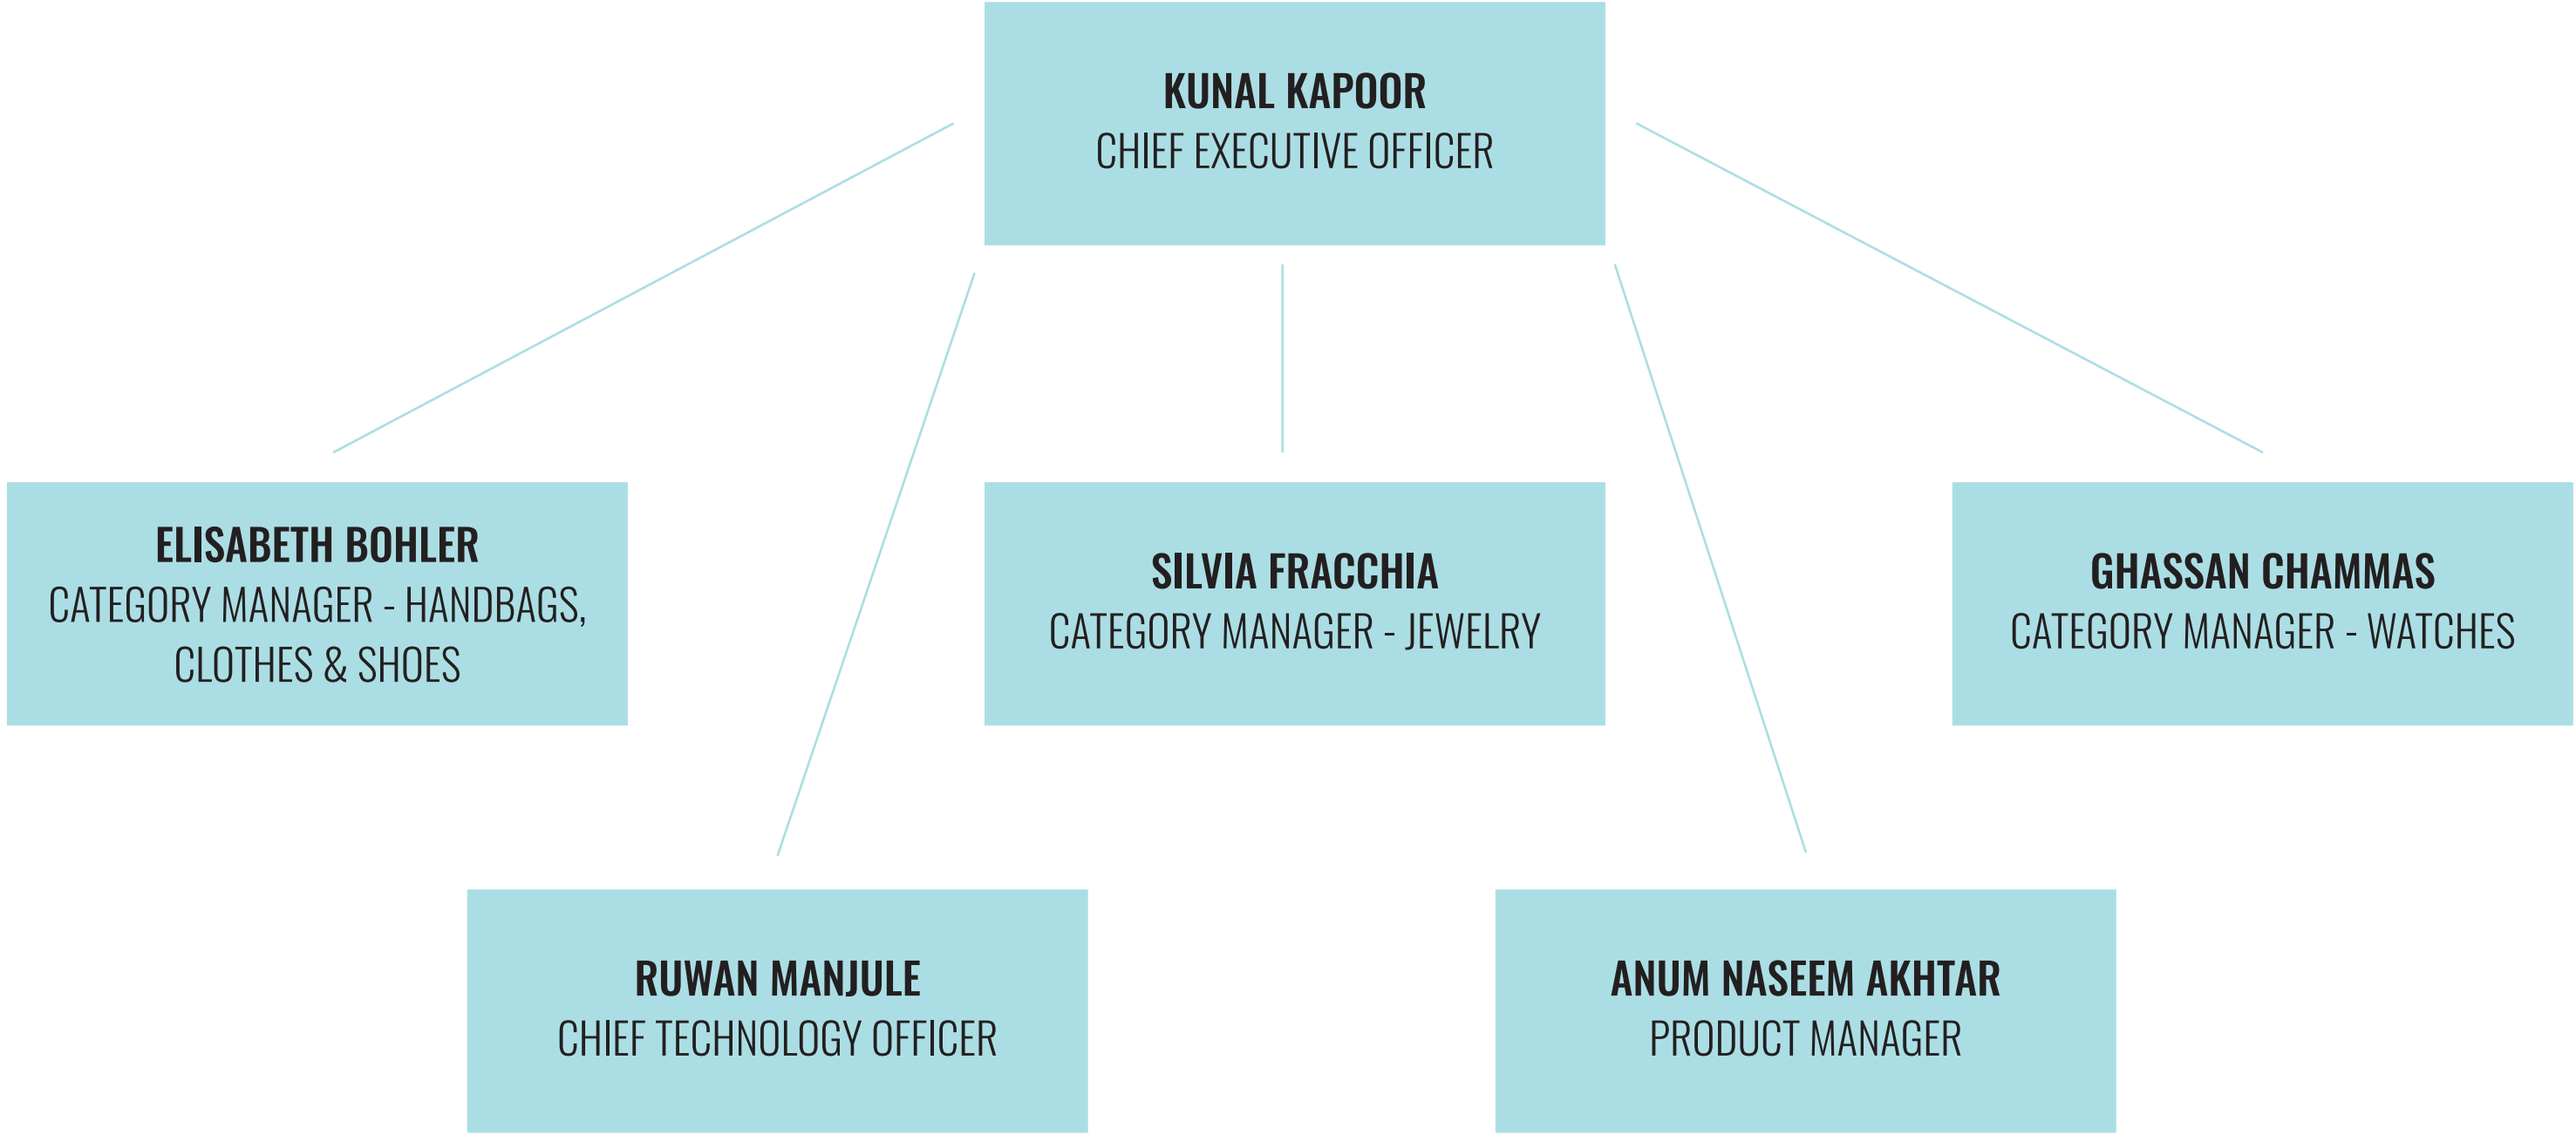 KUNAL KAPOOR
CHIEF EXECUTIVE OFFICER
ELISABETH BOHLER
CATEGORY MANAGER - HANDBAGS,
CLOTHES & SHOES
SILVIA FRACCHIA
CATEGORY MANAGER - JEWELRY
GHASSAN CHAMMAS
CATEGORY MANAGER - WATCHES
RUWAN MANJULE
CHIEF TECHNOLOGY OFFICER
ANUM NASEEM AKHTAR
PRODUCT MANAGER